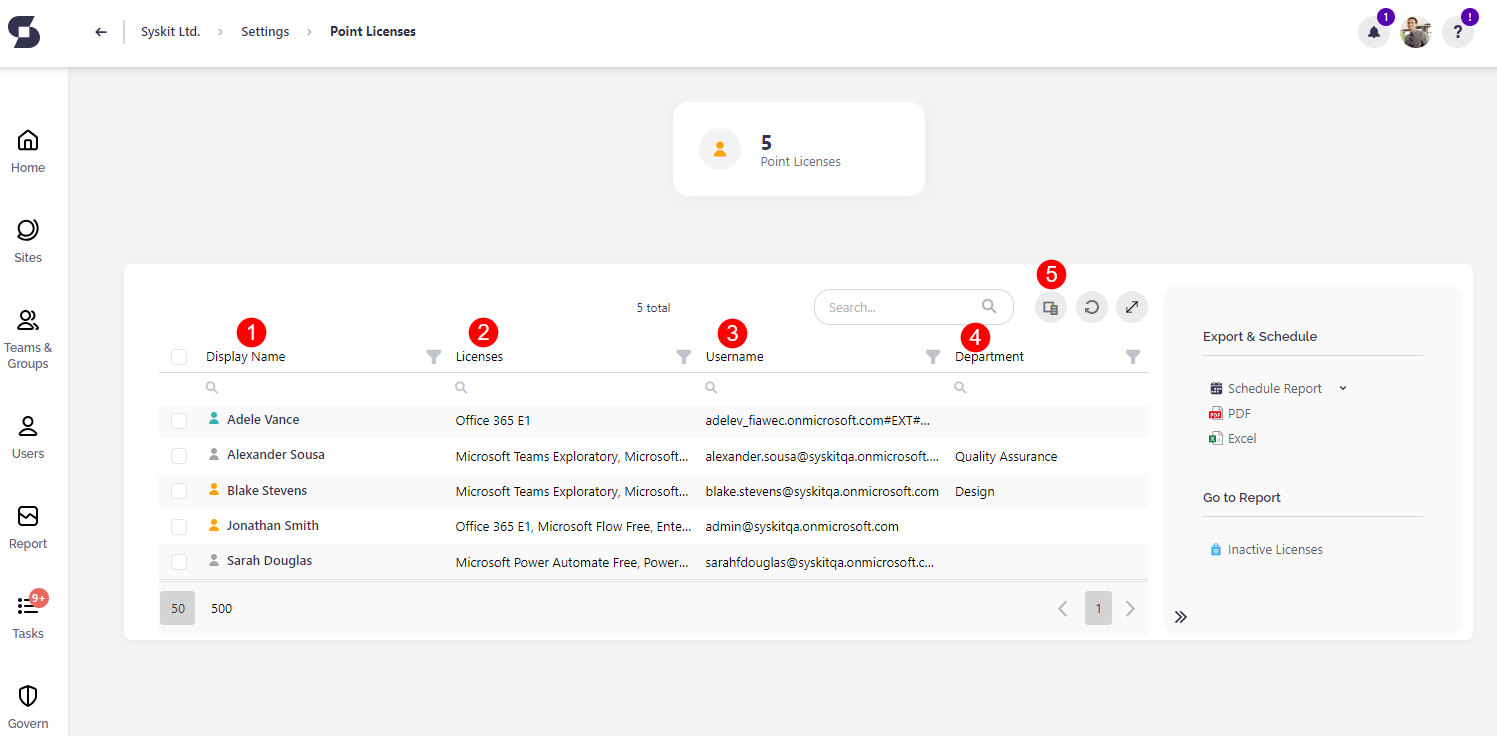 Syskit Ltd. > Settings > Point Licenses
1
!
?
Home
Sites
Teams &
Groups
Users
Report
9+
Tasks
Govern
5
Point Licenses
5 total
Search...
5
1
2
3
4
Display Name Licenses Username Department
Adele Vance Office 365 E1 adelev_fiawec.onmicrosoft.com#EXT#...
Alexander Sousa Microsoft Teams Exploratory, Microsoft... alexander.sousa@syskitqa.onmicrosoft.... Quality Assurance
Blake Stevens Microsoft Teams Exploratory, Microsoft... blake.stevens@syskitqa.onmicrosoft.com Design
Jonathan Smith Office 365 E1, Microsoft Flow Free, Ente... admin@syskitqa.onmicrosoft.com
Sarah Douglas Microsoft Power Automate Free, Power... sarahfdouglas@syskitqa.onmicrosoft.c...
50 500 1
Export & Schedule
Schedule Report
PDF PDF
Excel
Go to Report
Inactive Licenses